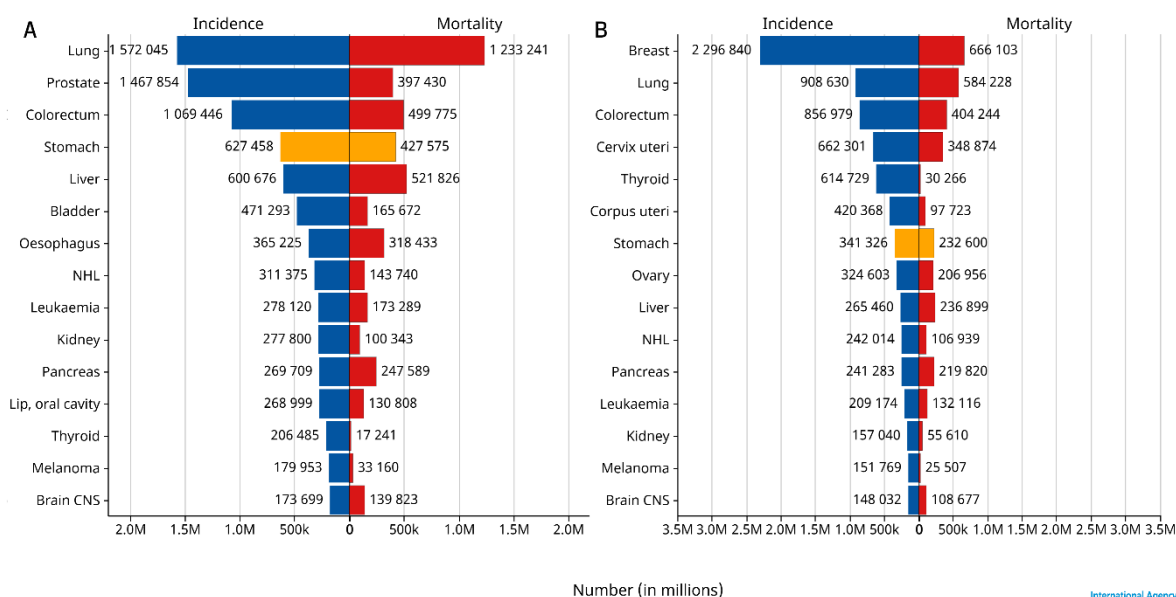 A Incidence Mortality
Lung 1 572 045 1 233 241
Prostate 1 467 854 397 430
Colorectum 1 069 446 499 775
Stomach 627 458 427 575
Liver 600 676 521 826
Bladder 471 293 165 672
Oesophagus 365 225 318 433
NHL 311 375 143 740
Leukaemia 278 120 173 289
Kidney 277 800 100 343
Pancreas 269 709 247 589
Lip, oral cavity 268 999 130 808
Thyroid 206 485 17 241
Melanoma 179 953 33 160
Brain CNS 173 699 139 823
2.0M 1.5M 1.0M 500k 0 500k 1.0M 1.5M 2.0M
B Incidence Mortality
Breast 2 296 840 666 103
Lung 908 630 584 228
Colorectum 856 979 404 244
Cervix uteri 662 301 348 874
Thyroid 614 729 30 266
Corpus uteri 420 368 97 723
Stomach 341 326 232 600
Ovary 324 603 206 956
Liver 265 460 236 899
NHL 242 014 106 939
Pancreas 241 283 219 820
Leukaemia 209 174 132 116
Kidney 157 040 55 610
Melanoma 151 769 25 507
Brain CNS 148 032 108 677
3.5M 3.0M 2.5M 2.0M 1.5M 1.0M 500k 0 500k 1.0M 1.5M 2.0M 2.5M 3.0M 3.5M
Number (in millions)
International Agency